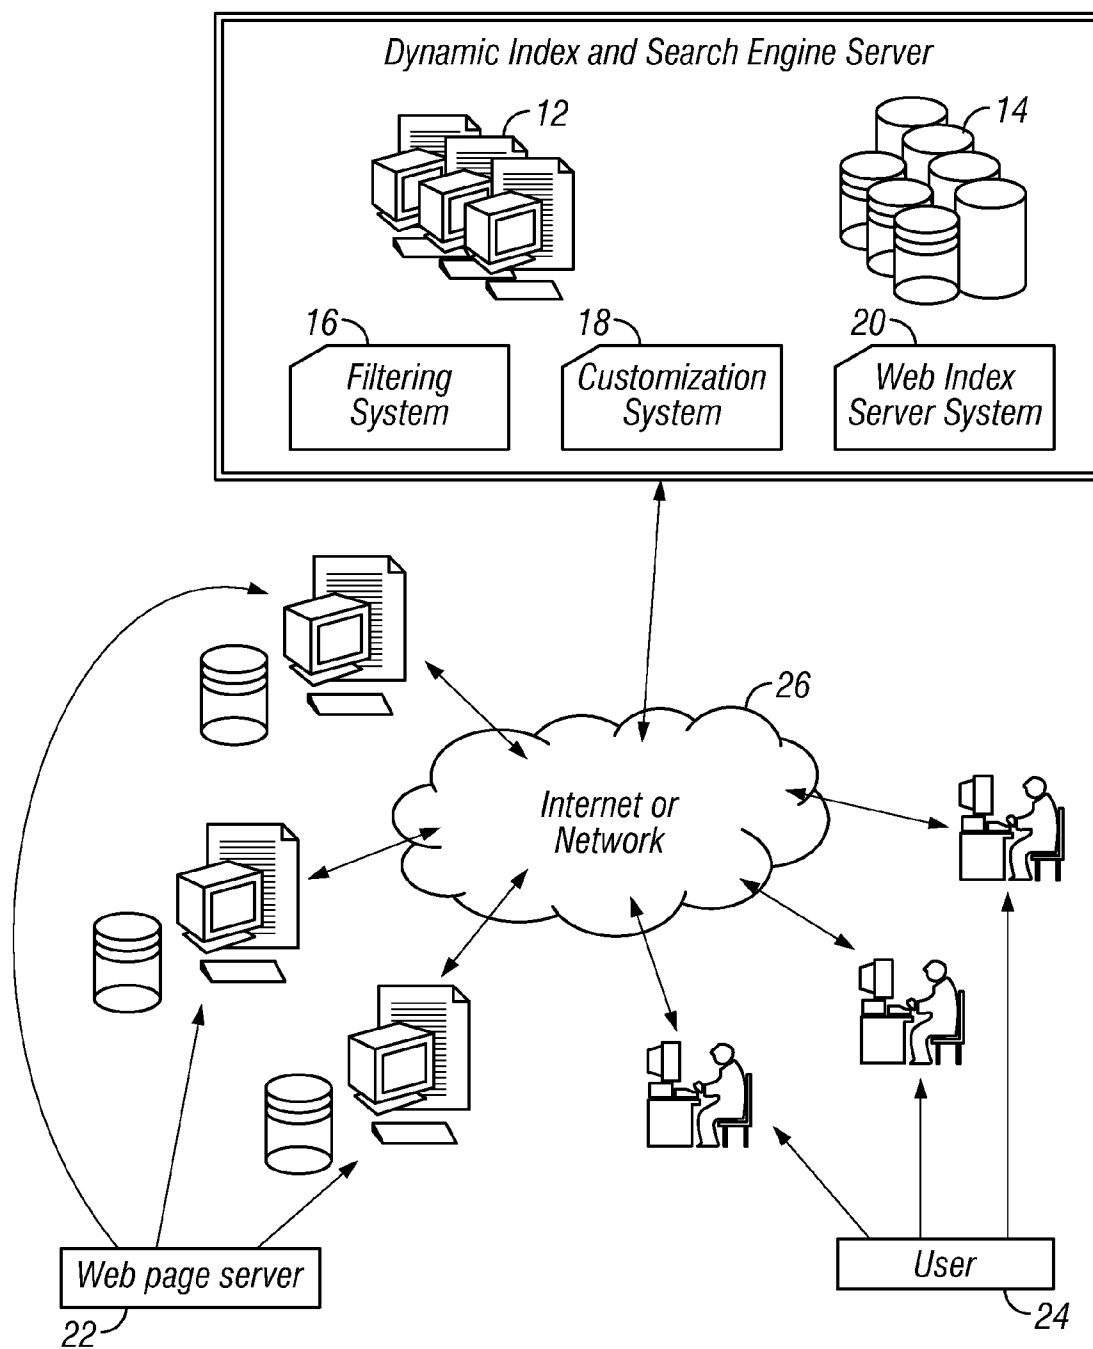 Dynamic Index and Search Engine Server
12
14
16
18
20
Filtering
System
Customization
System
Web Index
Server System
26
Internet or
Network
Web page server
User
22
24